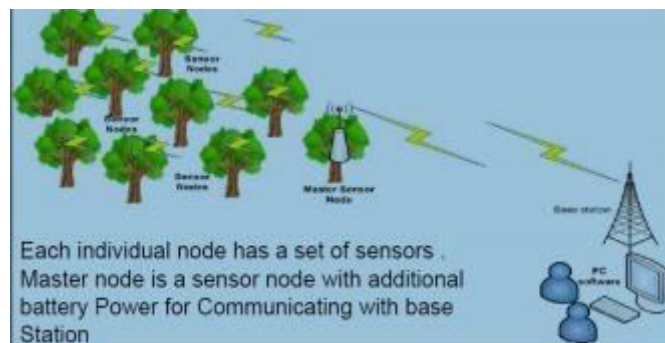 Sensor
Nodes
Sensor
Nodes
Sensor
Nodes
Master Sensor
Node
Base station
PC
software
Each individual node has a set of sensors .
Master node is a sensor node with additional
battery Power for Communicating with base
Station